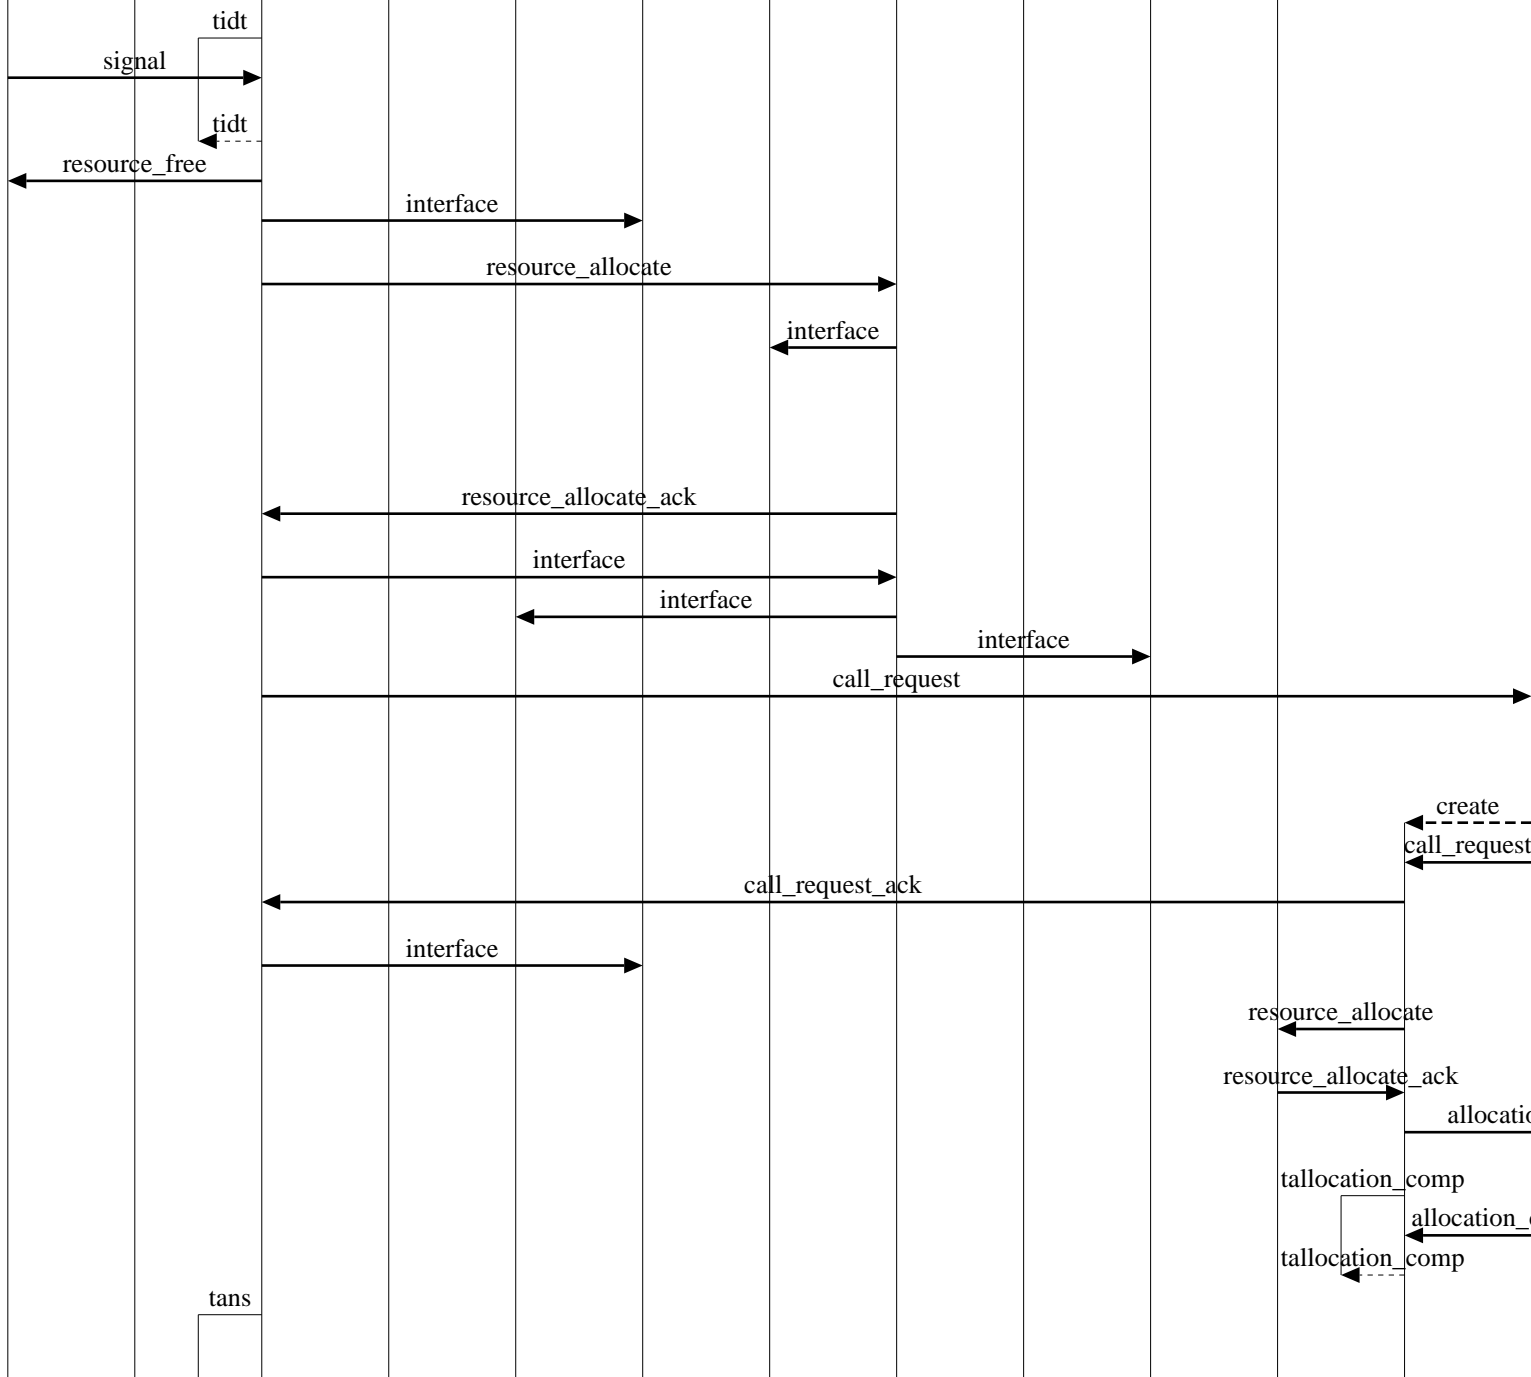 tidt
signal
tidt
resource_free
interface
resource_allocate
interface
resource_allocate_ack
interface
interface
interface
call_request
create
call_request
call_request_ack
interface
resource_allocate
resource_allocate_ack
tallocation_comp
tallocation_comp
tans